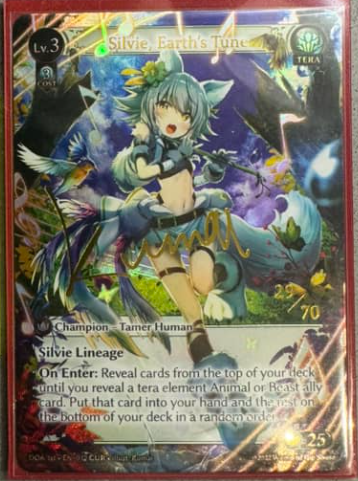 Lv.3
Silvie, Earth's Tune
TERA
3
COST
29
70
Champion – Tamer Human
Silvie Lineage
On Enter: Reveal cards from the top of your deck
until you reveal a tera element Animal or Beast ally
card. Put that card into your hand and the rest on
the bottom of your deck in a random order.
25